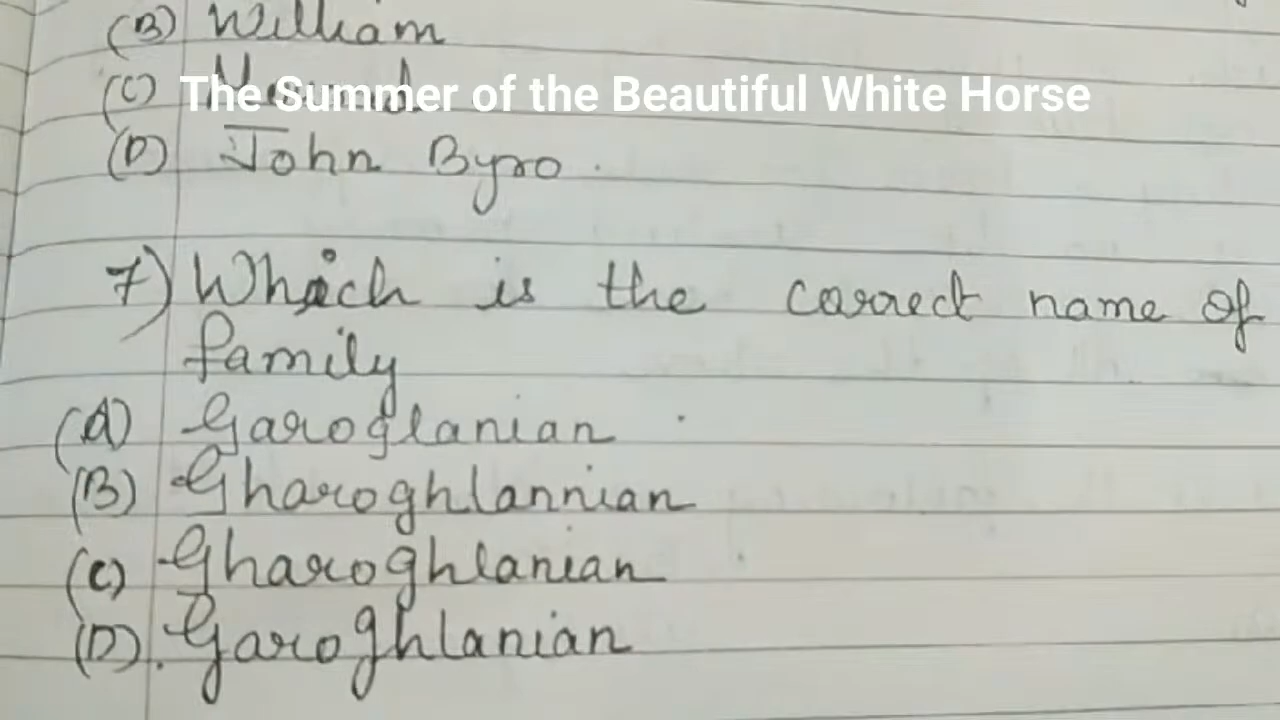 (B) William
(C)
The Summer of the Beautiful White Horse
(D) John Byro.
7) Which is the correct name of
family
(A) Garoglanian
(B) Gharoghlannian
(C) Gharoghlanian
(D). Garoghlanian